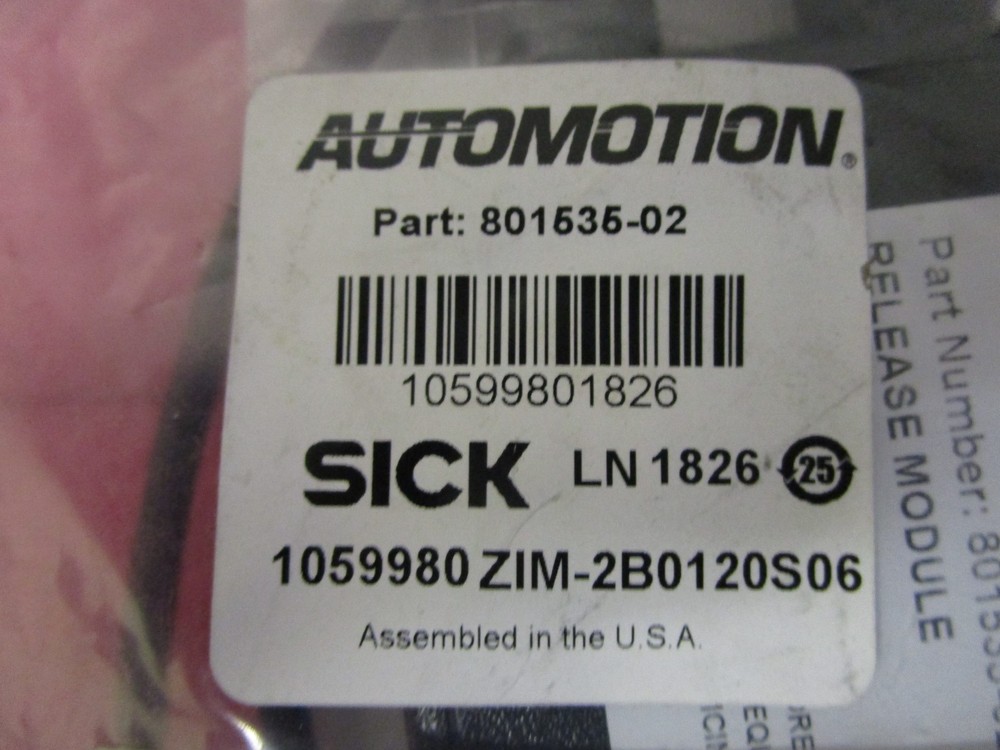 AUTOMOTION®
Part: 801535-02
10599801826
SICK LN 1826 25
1059980 ZIM-2B0120S06
Assembled in the U.S.A.
Part Number:
RELEASE MODULE